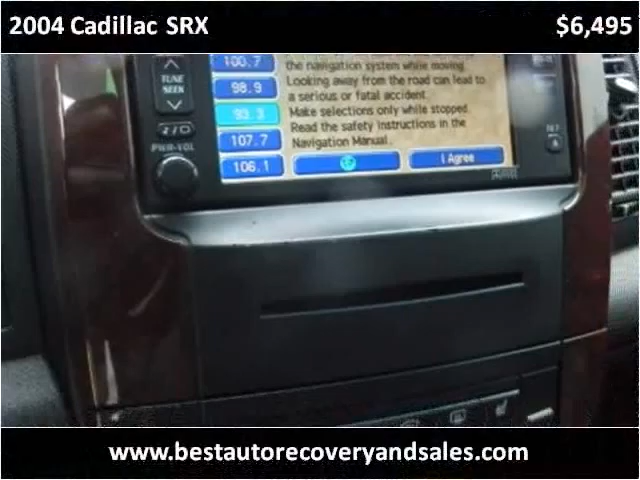 2004 Cadillac SRX
$6,495
100.7
the navigation system while moving.
TUNE
SEEK
98.9
Looking away from the road can lead to
a serious or fatal accident.
93.3
Make selections only while stopped.
Read the safety instructions in the
Navigation Manual.
107.7
PWR-VOL
106.1
I Agree
www.bestautorecoveryandsales.com